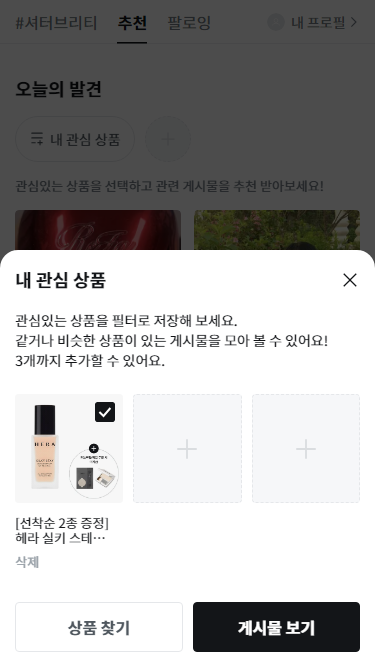 #셔터브리티 추천 팔로잉 내 프로필
오늘의 발견
내 관심 상품
관심있는 상품을 선택하고 관련 게시물을 추천 받아보세요!
내 관심 상품
관심있는 상품을 필터로 저장해 보세요.
같거나 비슷한 상품이 있는 게시물을 모아 볼 수 있어요!
3개까지 추가할 수 있어요.
HERA
[선착순 2종 증정]
헤라 실키 스테…
삭제
상품 찾기
게시물 보기